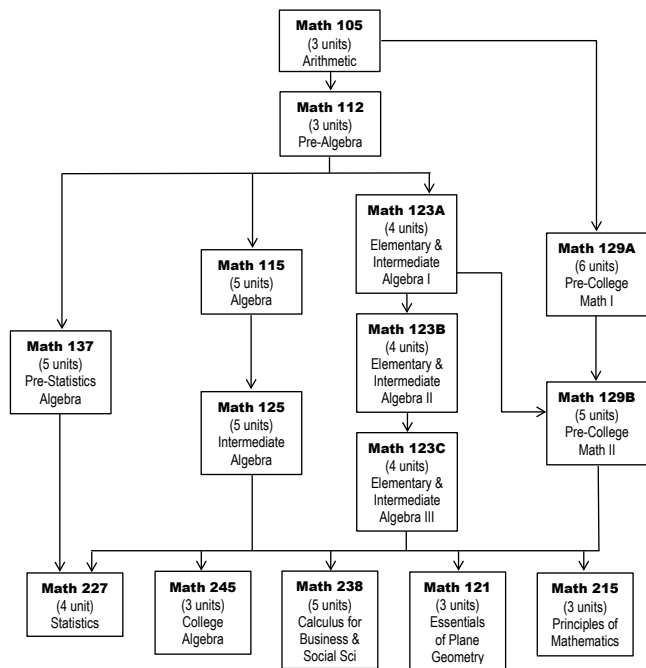 Math 105
(3 units)
Arithmetic
Math 112
(3 units)
Pre-Algebra
Math 123A
(4 units)
Elementary &
Intermediate
Algebra I
Math 129A
(6 units)
Pre-College
Math I
Math 115
(5 units)
Algebra
Math 137
(5 units)
Pre-Statistics
Algebra
Math 123B
(4 units)
Elementary &
Intermediate
Algebra II
Math 129B
(5 units)
Pre-College
Math II
Math 125
(5 units)
Intermediate
Algebra
Math 123C
(4 units)
Elementary &
Intermediate
Algebra III
Math 227
(4 unit)
Statistics
Math 245
(3 units)
College
Algebra
Math 238
(5 units)
Calculus for
Business &
Social Sci
Math 121
(3 units)
Essentials
of Plane
Geometry
Math 215
(3 units)
Principles of
Mathematics